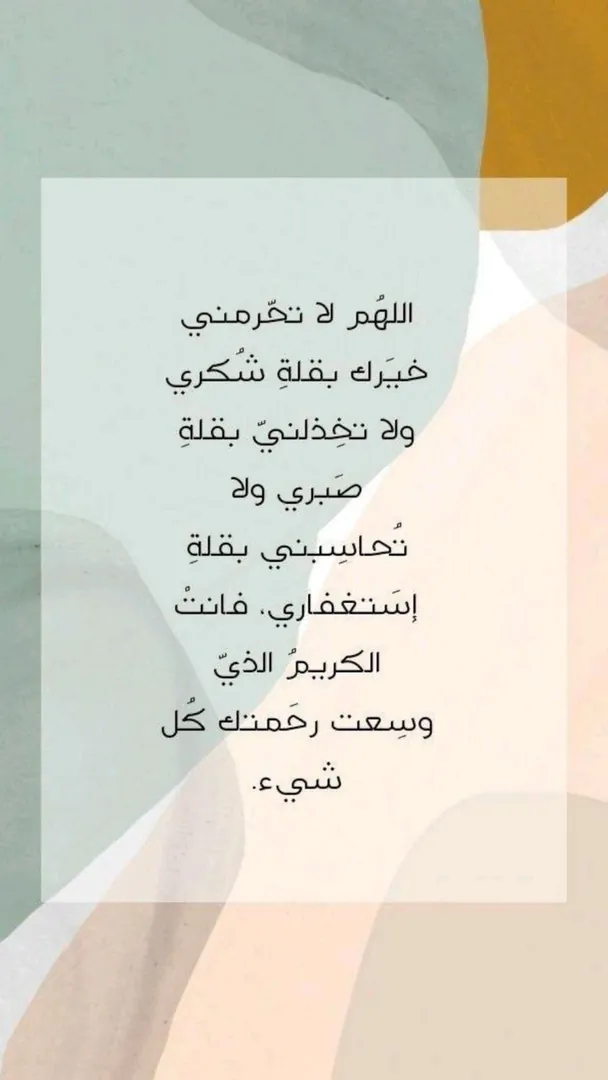 اللهُم لا تحّرمني
خيَرك بقلةِ شُكري
ولا تخِذلنيّ بقلةِ
صَبري ولا
تُحاسِبني بقلةِ
إسَتغفاري، فانتْ
الكريمُ الذيّ
وسِعت رحَمتك كُل
شيء.